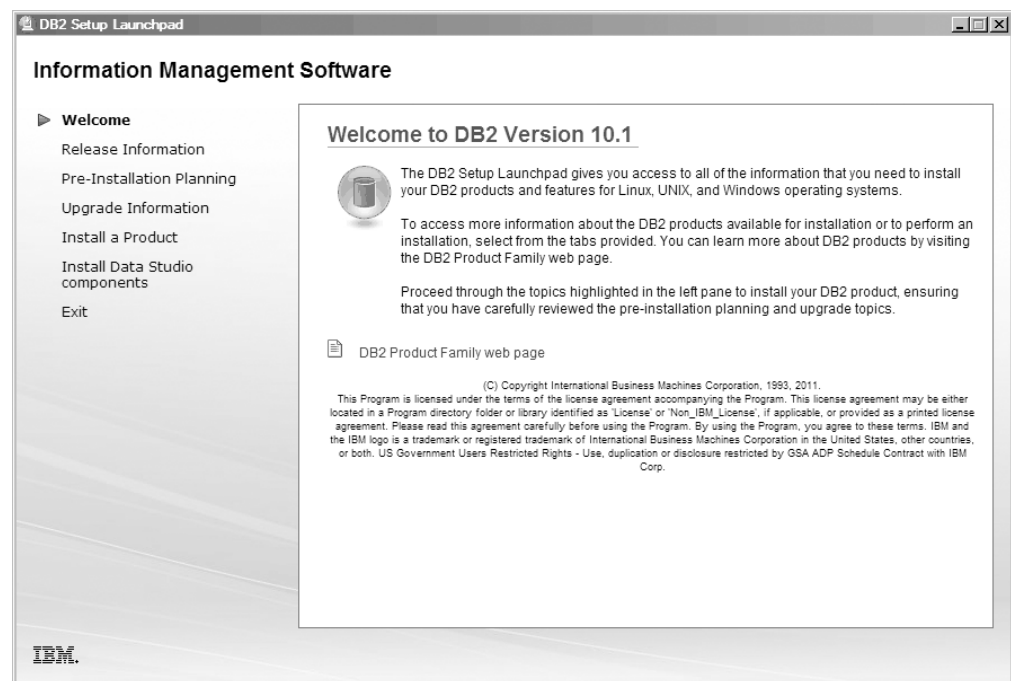 DB2 Setup Launchpad
Information Management Software
Welcome
Release Information
Pre-Installation Planning
Upgrade Information
Install a Product
Install Data Studio
components
Exit
Welcome to DB2 Version 10.1
The DB2 Setup Launchpad gives you access to all of the information that you need to install
your DB2 products and features for Linux, UNIX, and Windows operating systems.
To access more information about the DB2 products available for installation or to perform an
installation, select from the tabs provided. You can learn more about DB2 products by visiting
the DB2 Product Family web page.
Proceed through the topics highlighted in the left pane to install your DB2 product, ensuring
that you have carefully reviewed the pre-installation planning and upgrade topics.
DB2 Product Family web page
(C) Copyright International Business Machines Corporation, 1993, 2011.
This Program is licensed under the terms of the license agreement accompanying the Program. This license agreement may be either
located in a Program directory folder or library identified as 'License' or 'Non_IBM_License', if applicable, or provided as a printed license
agreement. Please read this agreement carefully before using the Program. By using the Program, you agree to these terms. IBM and
the IBM logo is a trademark or registered trademark of International Business Machines Corporation in the United States, other countries,
or both. US Government Users Restricted Rights - Use, duplication or disclosure restricted by GSA ADP Schedule Contract with IBM
Corp.
IBM.